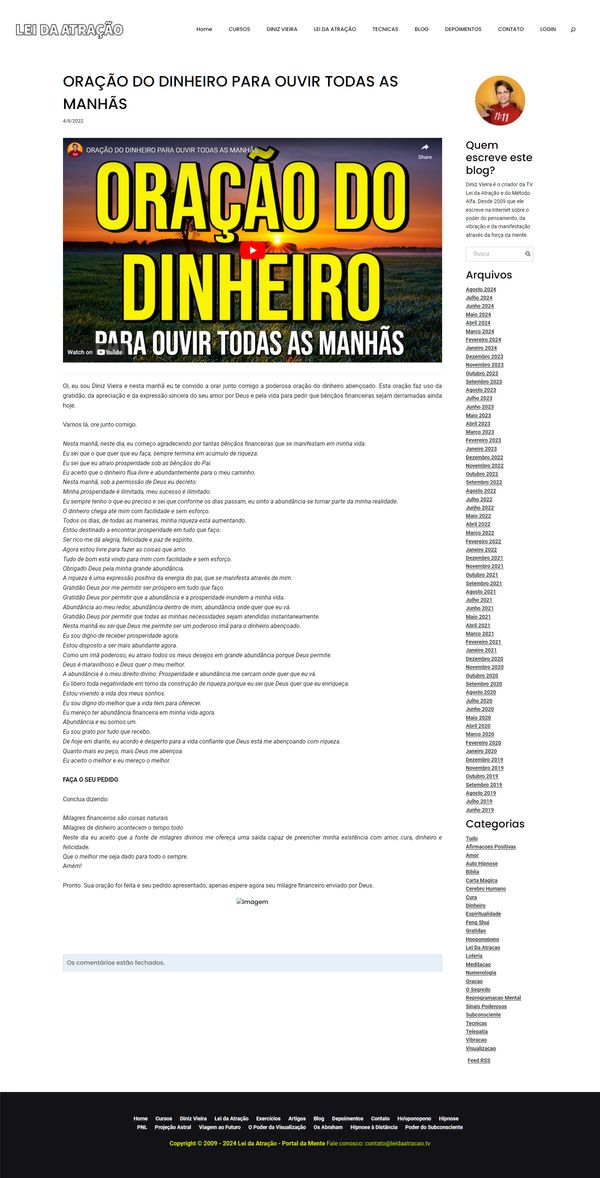 LEI DA ATRAÇÃO
Home CURSOS DINIZ VIEIRA LEI DA ATRAÇÃO TECNICAS BLOG DEPOIMENTOS CONTATO LOGIN
ORAÇÃO DO DINHEIRO PARA OUVIR TODAS AS
MANHÃS
4/8/2022
ORAÇÃO DO DINHEIRO PARA OUVIR TODAS AS MANHÃS
Share
ORAÇÃO DO
DINHEIRO
PARA OUVIR TODAS AS MANHÃS
Watch on YouTube
Oi, eu sou Diniz Vieira e nesta manhã eu te convido a orar junto comigo a poderosa oração do dinheiro abençoado. Esta oração faz uso da
gratidão, da apreciação e da expressão sincera do seu amor por Deus e pela vida para pedir que bênçãos financeiras sejam derramadas ainda
hoje.
Vamos lá, ore junto comigo.
Nesta manhã, neste dia, eu começo agradecendo por tantas bênçãos financeiras que se manifestam em minha vida.
Eu sei que o que quer que eu faça, sempre termina em acúmulo de riqueza.
Eu sei que eu atraio prosperidade sob as bênçãos do Pai.
Eu aceito que o dinheiro flua livre e abundantemente para o meu caminho.
Nesta manhã, sob a permissão de Deus eu decreto:
Minha prosperidade é ilimitada, meu sucesso é ilimitado.
Eu sempre tenho o que eu preciso e sei que conforme os dias passam, eu sinto a abundância se tornar parte da minha realidade.
O dinheiro chega até mim com facilidade e sem esforço.
Todos os dias, de todas as maneiras, minha riqueza está aumentando.
Estou destinado a encontrar prosperidade em tudo que faço.
Ser rico me dá alegria, felicidade e paz de espírito.
Agora estou livre para fazer as coisas que amo.
Tudo de bom está vindo para mim com facilidade e sem esforço.
Obrigado Deus pela minha grande abundância.
A riqueza é uma expressão positiva da energia do pai, que se manifesta através de mim.
Gratidão Deus por me permitir ser próspero em tudo que faço.
Gratidão Deus por permitir que a abundância e a prosperidade inundem a minha vida.
Abundância ao meu redor, abundância dentro de mim, abundância onde quer que eu vá.
Gratidão Deus por permitir que todas as minhas necessidades sejam atendidas instantaneamente.
Nesta manhã eu sei que Deus me permite ser um poderoso imã para o dinheiro abençoado.
Eu sou digno de receber prosperidade agora.
Estou disposto a ser mais abundante agora.
Como um imã poderoso, eu atraio todos os meus desejos em grande abundância porque Deus permite.
Deus é maravilhoso e Deus quer o meu melhor.
A abundância é o meu direito divino. Prosperidade e abundância me cercam onde quer que eu vá.
Eu libero toda negatividade em torno da construção de riqueza porque eu sei que Deus quer que eu enriqueça.
Estou vivendo a vida dos meus sonhos.
Eu sou digno do melhor que a vida tem para oferecer.
Eu mereço ter abundância financeira em minha vida agora.
Abundância e eu somos um.
Eu sou grato por tudo que recebo.
De hoje em diante, eu acordo e desperto para a vida confiante que Deus está me abençoando com riqueza.
Quanto mais eu peço, mais Deus me abençoa.
Eu aceito o melhor e eu mereço o melhor.
FAÇA O SEU PEDIDO
Conclua dizendo:
Milagres financeiros são coisas naturais
Milagres de dinheiro acontecem o tempo todo
Neste dia eu aceito que a fonte de milagres divinos me ofereça uma saída capaz de preencher minha existência com amor, cura, dinheiro e
felicidade.
Que o melhor me seja dado para todo o sempre.
Amém!
Pronto. Sua oração foi feita e seu pedido apresentado, apenas espere agora seu milagre financeiro enviado por Deus.
Imagem
Os comentários estão fechados.
11:11
Quem
escreve este
blog?
Diniz Vieira é o criador da TV
Lei da Atração e do Método
Alfa. Desde 2009 que ele
escreve na Internet sobre o
poder do pensamento, da
vibração e da manifestação
através da força da mente.
Busca
Arquivos
Agosto 2024
Julho 2024
Junho 2024
Maio 2024
Abril 2024
Março 2024
Fevereiro 2024
Janeiro 2024
Dezembro 2023
Novembro 2023
Outubro 2023
Setembro 2023
Agosto 2023
Julho 2023
Junho 2023
Maio 2023
Abril 2023
Março 2023
Fevereiro 2023
Janeiro 2023
Dezembro 2022
Novembro 2022
Outubro 2022
Setembro 2022
Agosto 2022
Julho 2022
Junho 2022
Maio 2022
Abril 2022
Março 2022
Fevereiro 2022
Janeiro 2022
Dezembro 2021
Novembro 2021
Outubro 2021
Setembro 2021
Agosto 2021
Julho 2021
Junho 2021
Maio 2021
Abril 2021
Março 2021
Fevereiro 2021
Janeiro 2021
Dezembro 2020
Novembro 2020
Outubro 2020
Setembro 2020
Agosto 2020
Julho 2020
Junho 2020
Maio 2020
Abril 2020
Março 2020
Fevereiro 2020
Janeiro 2020
Dezembro 2019
Novembro 2019
Outubro 2019
Setembro 2019
Agosto 2019
Julho 2019
Junho 2019
Categorias
Tudo
Afirmacoes Positivas
Amor
Auto Hipnose
Biblia
Carta Magica
Cerebro Humano
Cura
Dinheiro
Espiritualidade
Feng Shui
Gratidao
Hooponopono
Lei Da Atracao
Loteria
Meditacao
Numerologia
Oracao
O Segredo
Reprogramacao Mental
Sinais Poderosos
Subconsciente
Tecnicas
Telepatia
Vibracao
Visualizacao
Feed RSS
Home Cursos Diniz Vieira Lei da Atração Exercícios Artigos Blog Depoimentos Contato Ho'oponopono Hipnose
PNL Projeção Astral Viagem ao Futuro O Poder da Visualização Os Abraham Hipnose à Distância Poder do Subconsciente
Copyright © 2009 - 2024 Lei da Atração - Portal da Mente Fale conosco: contato@leidaatracao.tv